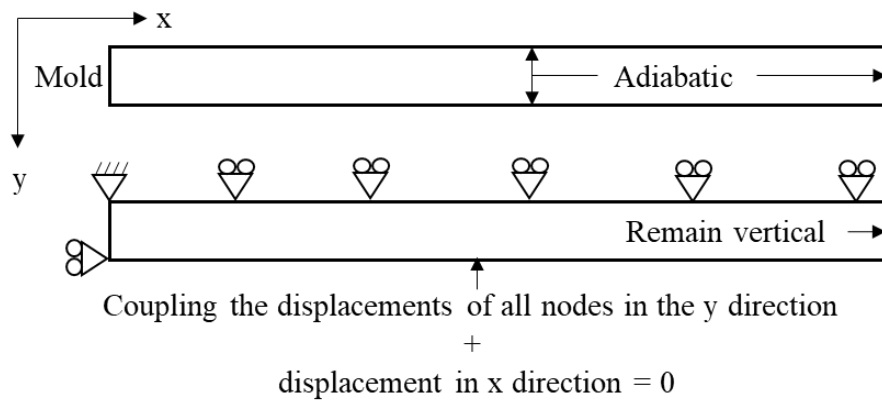 x
Mold
Adiabatic
y
Remain vertical
Coupling the displacements of all nodes in the y direction
+
displacement in x direction = 0